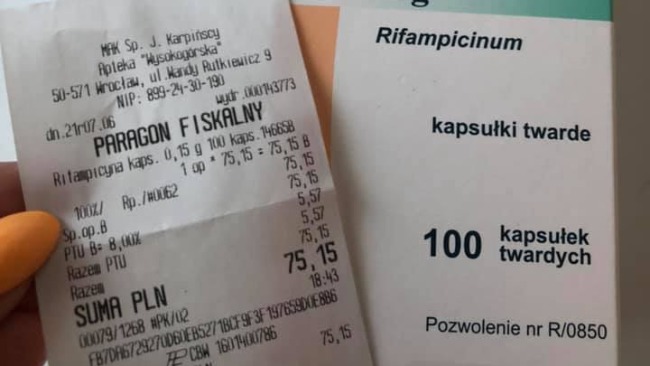 MAK Sp. J. Karpińscy
Apteka "Wysokogórska"
50-571 Wrocław, ul.Wandy Rutkiewicz 9
NIP: 899-24-30-190
dn.21r07.06 wydr.000143773
PARAGON FISKALNY
Rifampicyna kaps. 0,15 g 100 kaps.146658
1 op * 75,15 = 75,15 B
75,15
100%/ Rp./#0062 75,15
Sp.op.B 5,57
PTU B= 8,00% 5,57
Razem PTU 75,15
Razem 75,15
SUMA PLN 18:43
00079/1268 #PK/02
CBW 1601400786
75,15
Rifampicinum
kapsułki twarde
100 kapsułek
twardych
Pozwolenie nr R/0850